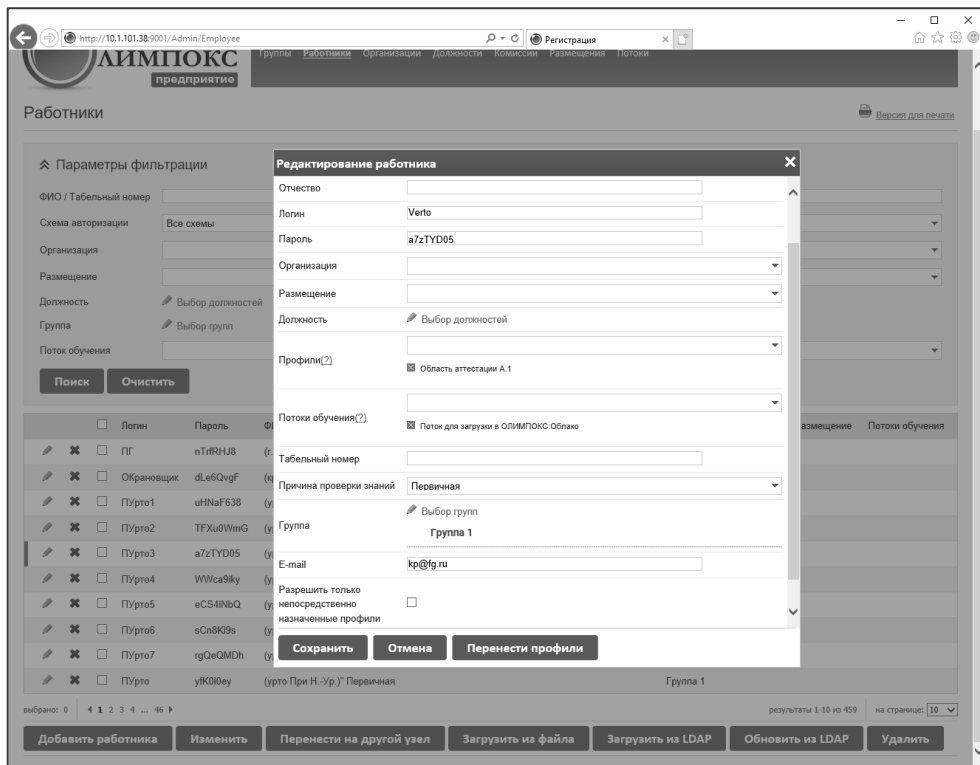 http://10.1.101.38:9001/Admin/Employee
Регистрация
ЛИМПОКС
предприятие
Группы Работники Организации Должности Комиссии Размещения Потоки
Работники
Версия для печати
Параметры фильтрации
ФИО / Табельный номер
Схема авторизации Все схемы
Организация
Размещение
Должность Выбор должностей
Группа Выбор групп
Поток обучения
Поиск Очистить
Редактирование работника
Отчество
Логин Verto
Пароль a7zTYD05
Организация
Размещение
Должность Выбор должностей
Профили(?)
Область аттестации А.1
Потоки обучения(?)
Поток для загрузки в ОЛИМПОКС:Облако
Табельный номер
Причина проверки знаний Первичная
Группа Выбор групп
Группа 1
E-mail kp@fg.ru
Разрешить только
непосредственно
назначенные профили
Сохранить Отмена Перенести профили
Логин Пароль азмещение Потоки обучения
ПГ nTrfRHJ8
ОКрановщик dLe6QvgF
ПУрто1 uHNaF638
ПУрто2 TFXu0WmG
ПУрто3 a7zTYD05
ПУрто4 WWca9iky
ПУрто5 eCS4lNbQ
ПУрто6 sCn8Ki9s
ПУрто7 rgQeQMDh
ПУрто yfK0i0ey (урто При Н.-Ур.)" Первичная Группа 1
выбрано: 0 1 2 3 4 ... 46 результаты 1-10 из 459 на странице: 10
Добавить работника Изменить Перенести на другой узел Загрузить из файла Загрузить из LDAP Обновить из LDAP Удалить